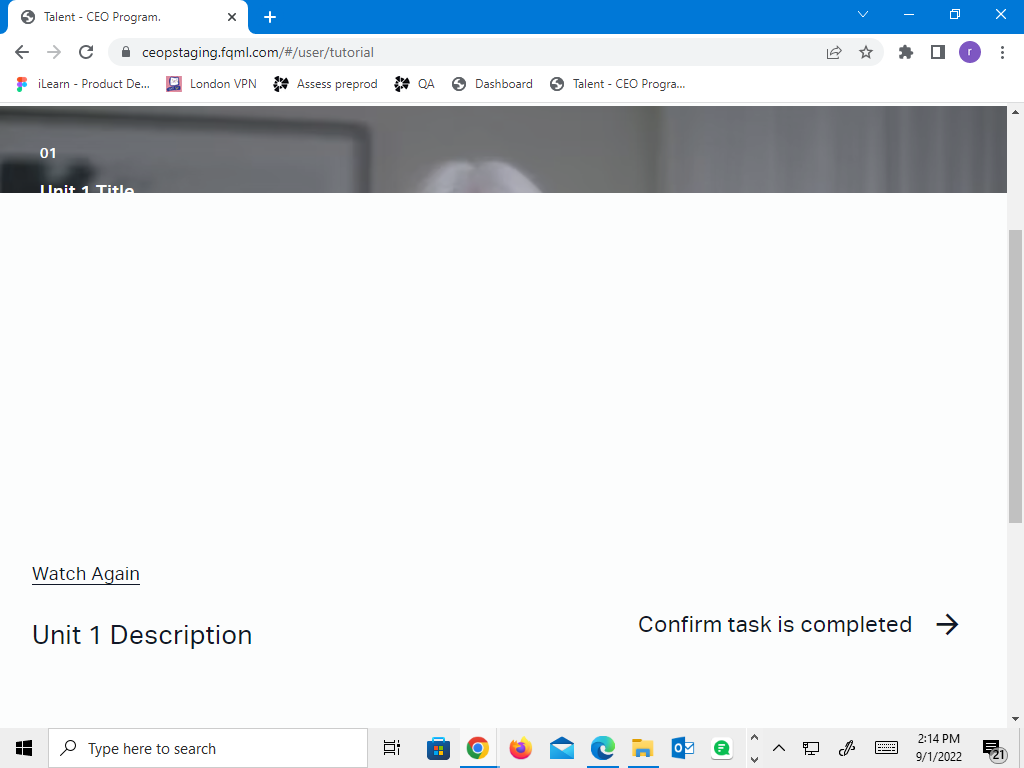 Talent - CEO Program.
ceopstaging.fqml.com/#/user/tutorial
r
iLearn - Product De...
London VPN
Assess preprod
QA
Dashboard
Talent - CEO Progra...
01
Unit 1 Title
Watch Again
Unit 1 Description
Confirm task is completed
Type here to search
2:14 PM
9/1/2022
21